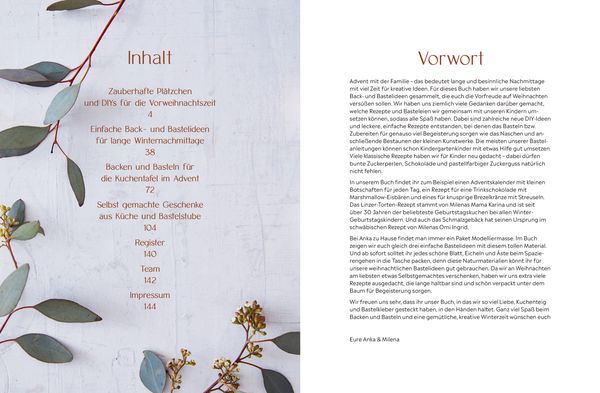 Inhalt
Zauberhafte Plätzchen
und DIYs für die Vorweihnachtszeit
4
Einfache Back- und Bastelideen
für lange Winternachmittage
38
Backen und Basteln für
die Kuchentafel im Advent
72
Selbst gemachte Geschenke
aus Küche und Bastelstube
104
Register
140
Team
142
Impressum
144
Vorwort
Advent mit der Familie – das bedeutet lange und besinnliche Nachmittage
mit viel Zeit für kreative Ideen. Für dieses Buch haben wir unsere liebsten
Back- und Bastelideen gesammelt, die euch die Vorfreude auf Weihnachten
versüßen sollen. Wir haben uns ziemlich viele Gedanken darüber gemacht,
welche Rezepte und Basteleien wir gemeinsam mit unseren Kindern um-
setzen können, sodass alle Spaß haben. Dabei sind zahlreiche neue DIY-Ideen
und leckere, einfache Rezepte entstanden, bei denen das Basteln bzw.
Zubereiten für genauso viel Begeisterung sorgen wie das Naschen und an-
schließende Bestaunen der kleinen Kunstwerke. Die meisten unserer Bastel-
anleitungen können schon Kindergartenkinder mit etwas Hilfe gut umsetzen.
Viele klassische Rezepte haben wir für Kinder neu gedacht – dabei dürfen
bunte Zuckerperlen, Schokolade und pastellfarbiger Zuckerguss natürlich
nicht fehlen.
In unserem Buch findet ihr zum Beispiel einen Adventskalender mit kleinen
Botschaften für jeden Tag, ein Rezept für eine Trinkschokolade mit
Marshmallow-Eisbären und eines für knusprige Brezelkränze mit Streuseln.
Das Linzer-Torten-Rezept stammt von Milenas Mama Karina und ist seit
über 30 Jahren der beliebteste Geburtstagskuchen bei allen Winter-
Geburtstagskindern. Und auch das Schmalzgebäck hat seinen Ursprung im
schwäbischen Rezept von Milenas Omi Ingrid.
Bei Anka zu Hause findet man immer ein Paket Modelliermasse. Im Buch
zeigen wir euch gleich drei einfache Bastelideen mit diesem tollen Material.
Und ab sofort solltet ihr jedes schöne Blatt, Eicheln und Äste beim Spazie-
rengehen in die Tasche packen, denn diese Naturmaterialien könnt ihr für
unsere weihnachtlichen Bastelideen gut gebrauchen. Da wir an Weihnachten
am liebsten etwas Selbstgemachtes verschenken, haben wir uns extra viele
Rezepte ausgedacht, die lange haltbar sind und schön verpackt unter dem
Baum für Begeisterung sorgen.
Wir freuen uns sehr, dass ihr unser Buch, in das wir so viel Liebe, Kuchenteig
und Bastelkleber gesteckt haben, in den Händen haltet. Ganz viel Spaß beim
Backen und Basteln und eine gemütliche, kreative Winterzeit wünschen euch
Eure Anka & Milena